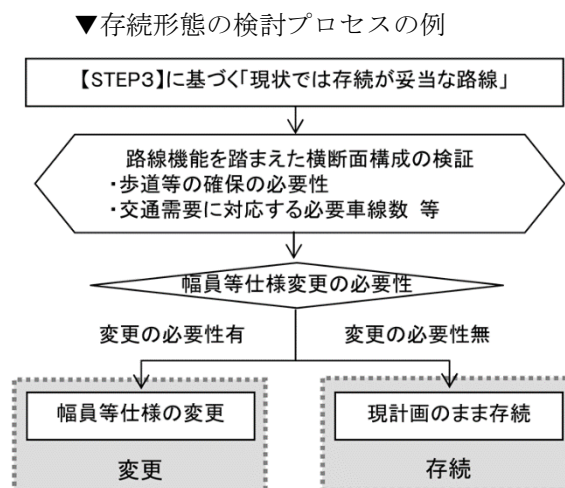 ▼存続形態の検討プロセスの例
【STEP3】に基づく「現状では存続が妥当な路線」
路線機能を踏まえた横断面構成の検証
・歩道等の確保の必要性
・交通需要に対応する必要車線数 等
幅員等仕様変更の必要性
変更の必要性有
変更の必要性無
幅員等仕様の変更
現計画のまま存続
変更
存続